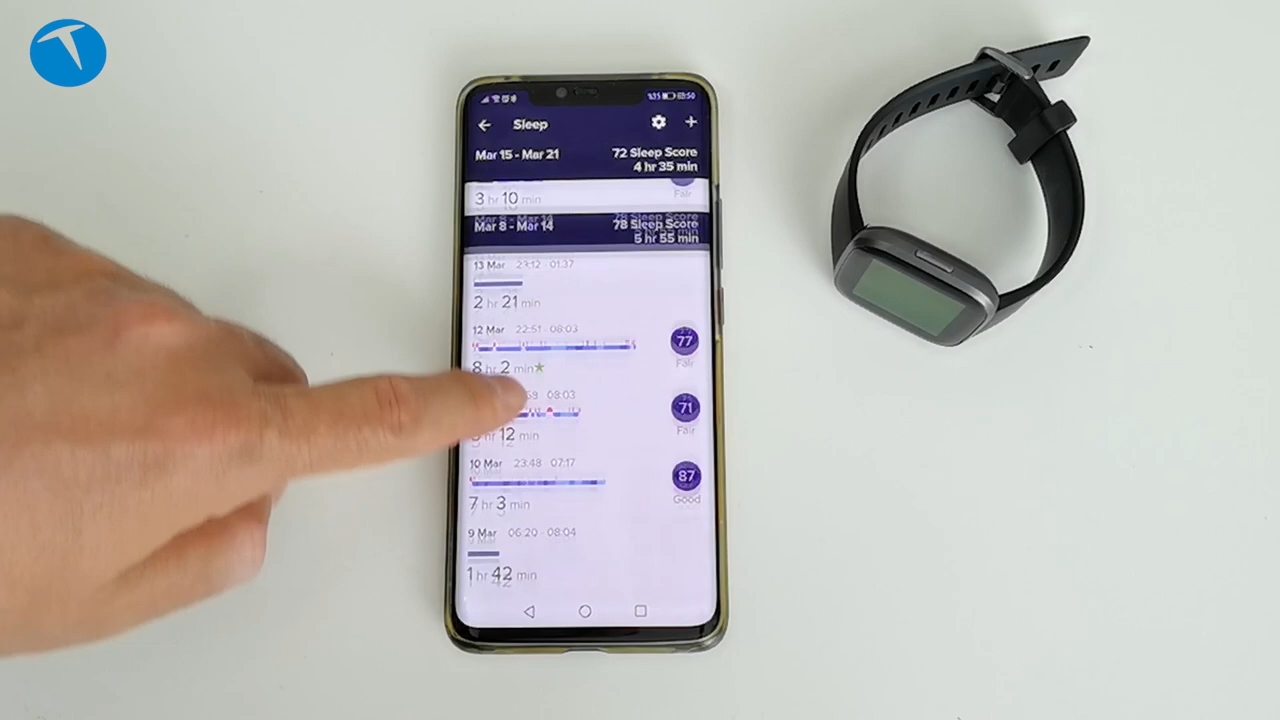 Sleep
Mar 15 - Mar 21
72 Sleep Score
4 hr 35 min
3 hr 10 min
Fair
Mar 8 - Mar 14
78 Sleep Score
5 hr 55 min
13 Mar 23:12 - 01:37
2 hr 21 min
12 Mar 22:51 - 08:03
77
Fair
8 hr 2 min
08:03
71
Fair
hr 12 min
10 Mar 23:48 - 07:17
87
Good
7 hr 3 min
9 Mar 06:20 - 08:04
1 hr 42 min